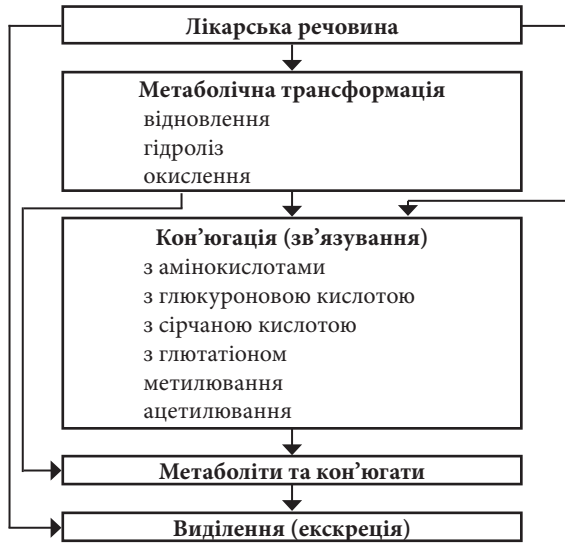 Лікарська речовина
Метаболічна трансформація
відновлення
гідроліз
окислення
Кон'югація (зв'язування)
з амінокислотами
з глюкуроновою кислотою
з сірчаною кислотою
з глютатіоном
метилювання
ацетилювання
Метаболіти та кон'югати
Виділення (екскреція)